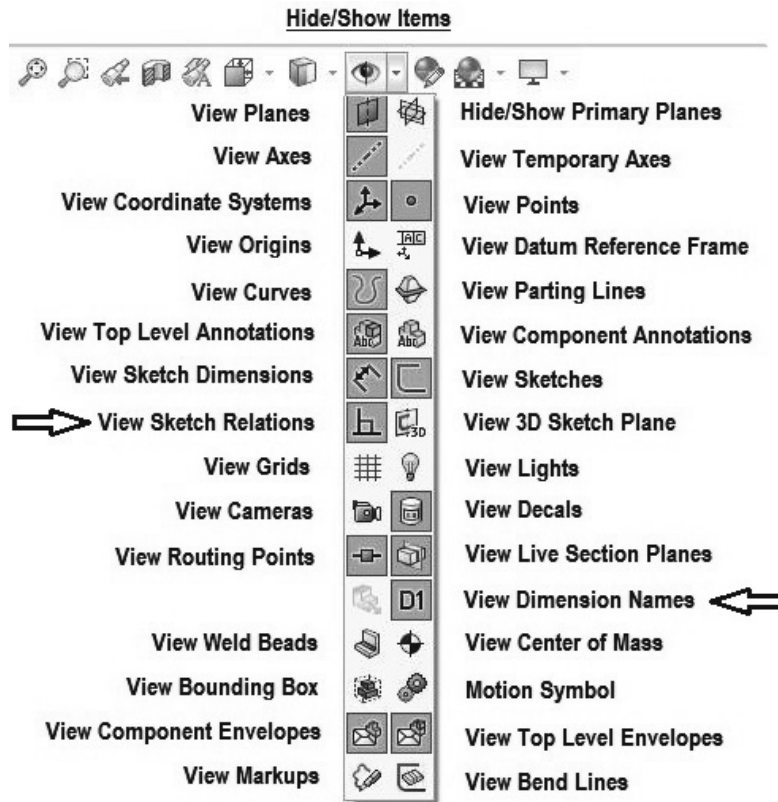 Hide/Show Items
View Planes Hide/Show Primary Planes
View Axes View Temporary Axes
View Coordinate Systems View Points
View Origins A C View Datum Reference Frame
View Curves View Parting Lines
View Top Level Annotations Abc Abc View Component Annotations
View Sketch Dimensions View Sketches
View Sketch Relations 3D View 3D Sketch Plane
View Grids View Lights
View Cameras View Decals
View Routing Points View Live Section Planes
D1 View Dimension Names
View Weld Beads View Center of Mass
View Bounding Box Motion Symbol
View Component Envelopes View Top Level Envelopes
View Markups View Bend Lines